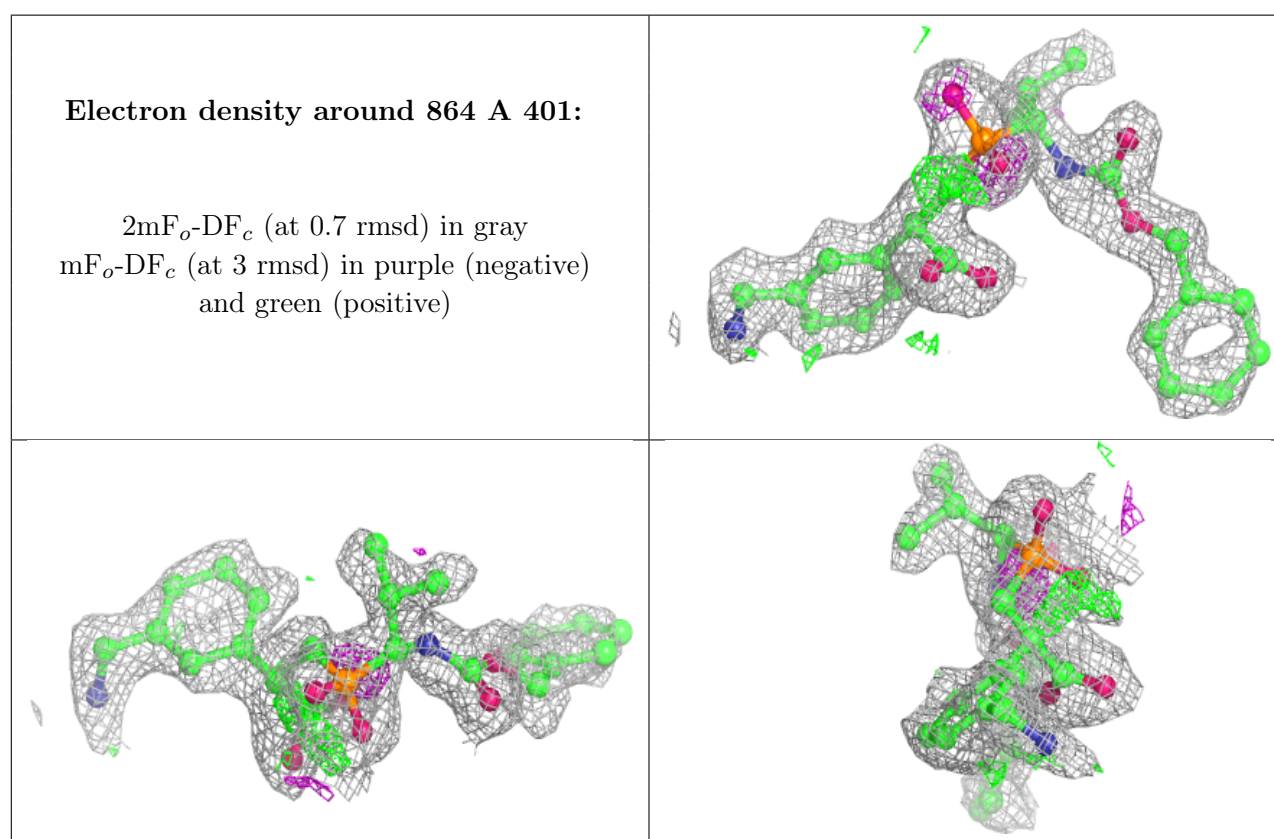 Electron density around 864 A 401:
2mFo-DFc (at 0.7 rmsd) in gray
mFo-DFc (at 3 rmsd) in purple (negative)
and green (positive)